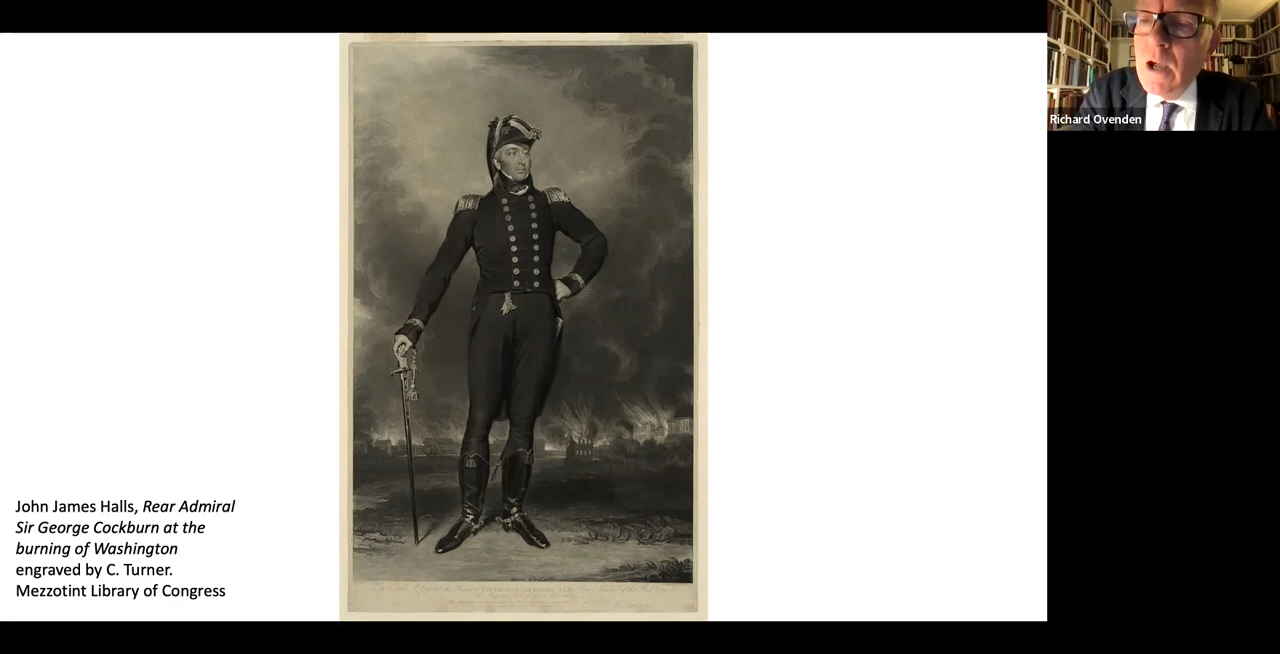 Richard Ovenden
John James Halls, Rear Admiral
Sir George Cockburn at the
burning of Washington
engraved by C. Turner.
Mezzotint Library of Congress